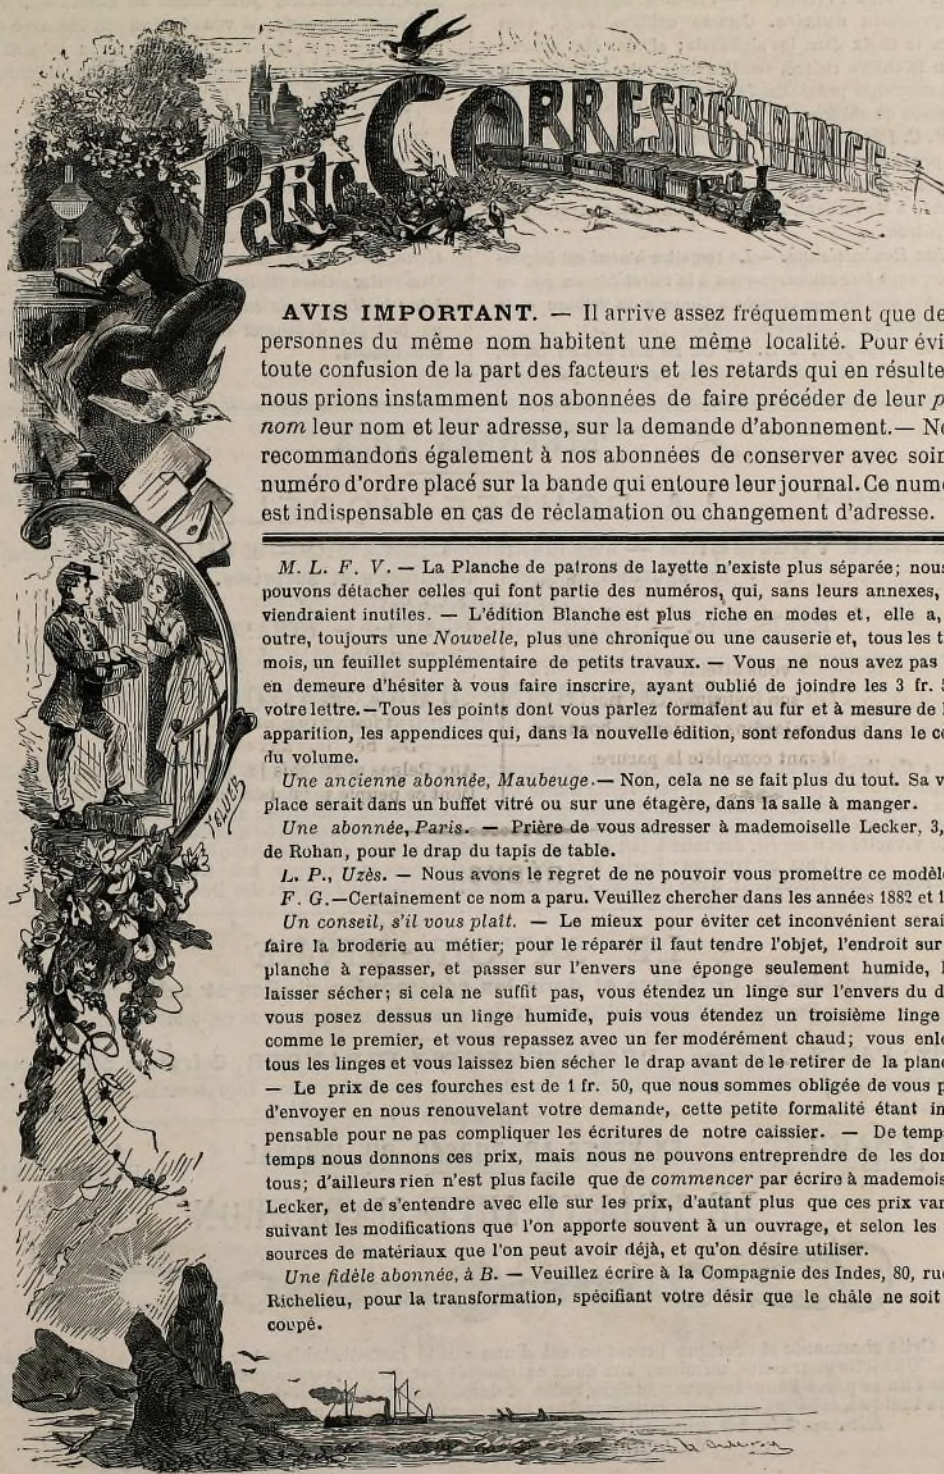 Petite CORRESPONDANCE
AVIS IMPORTANT. — Il arrive assez fréquemment que de
personnes du même nom habitent une même localité. Pour évi
toute confusion de la part des facteurs et les retards qui en résulte
nous prions instamment nos abonnées de faire précéder de leur p
nom leur nom et leur adresse, sur la demande d'abonnement. — No
recommandons également à nos abonnées de conserver avec soin
numéro d'ordre placé sur la bande qui entoure leur journal. Ce numé
est indispensable en cas de réclamation ou changement d'adresse.
M. L. F. V. — La Planche de patrons de layette n'existe plus séparée; nous
pouvons détacher celles qui font partie des numéros, qui, sans leurs annexes,
viendraient inutiles. — L'édition Blanche est plus riche en modes et, elle a,
outre, toujours une Nouvelle, plus une chronique ou une causerie et, tous les t
mois, un feuillet supplémentaire de petits travaux. — Vous ne nous avez pas
en demeure d'hésiter à vous faire inscrire, ayant oublié de joindre les 3 fr. 5
votre lettre. — Tous les points dont vous parlez formaient au fur et à mesure de l
apparition, les appendices qui, dans la nouvelle édition, sont refondus dans le co
du volume.
Une ancienne abonnée, Maubeuge. — Non, cela ne se fait plus du tout. Sa v
place serait dans un buffet vitré ou sur une étagère, dans la salle à manger.
Une abonnée, Paris. — Prière de vous adresser à mademoiselle Lecker, 3,
de Rohan, pour le drap du tapis de table.
L. P., Uzès. — Nous avons le regret de ne pouvoir vous promettre ce modèle
F. G. — Certainement ce nom a paru. Veuillez chercher dans les années 1882 et 1
Un conseil, s'il vous plaît. — Le mieux pour éviter cet inconvénient serai
faire la broderie au métier; pour le réparer il faut tendre l'objet, l'endroit sur
planche à repasser, et passer sur l'envers une éponge seulement humide, l
laisser sécher; si cela ne suffit pas, vous étendez un linge sur l'envers du d
vous posez dessus un linge humide, puis vous étendez un troisième linge
comme le premier, et vous repassez avec un fer modérément chaud; vous enle
tous les linges et vous laissez bien sécher le drap avant de le retirer de la planc
— Le prix de ces fourches est de 1 fr. 50, que nous sommes obligée de vous p
d'envoyer en nous renouvelant votre demande, cette petite formalité étant in
pensable pour ne pas compliquer les écritures de notre caissier. — De temps
temps nous donnons ces prix, mais nous ne pouvons entreprendre de les don
tous; d'ailleurs rien n'est plus facile que de commencer par écrire à mademois
Lecker, et de s'entendre avec elle sur les prix, d'autant plus que ces prix var
suivant les modifications que l'on apporte souvent à un ouvrage, et selon les
sources de matériaux que l'on peut avoir déjà, et qu'on désire utiliser.
Une fidèle abonnée, à B. — Veuillez écrire à la Compagnie des Indes, 80, rue
Richelieu, pour la transformation, spécifiant votre désir que le châle ne soit
coupé.